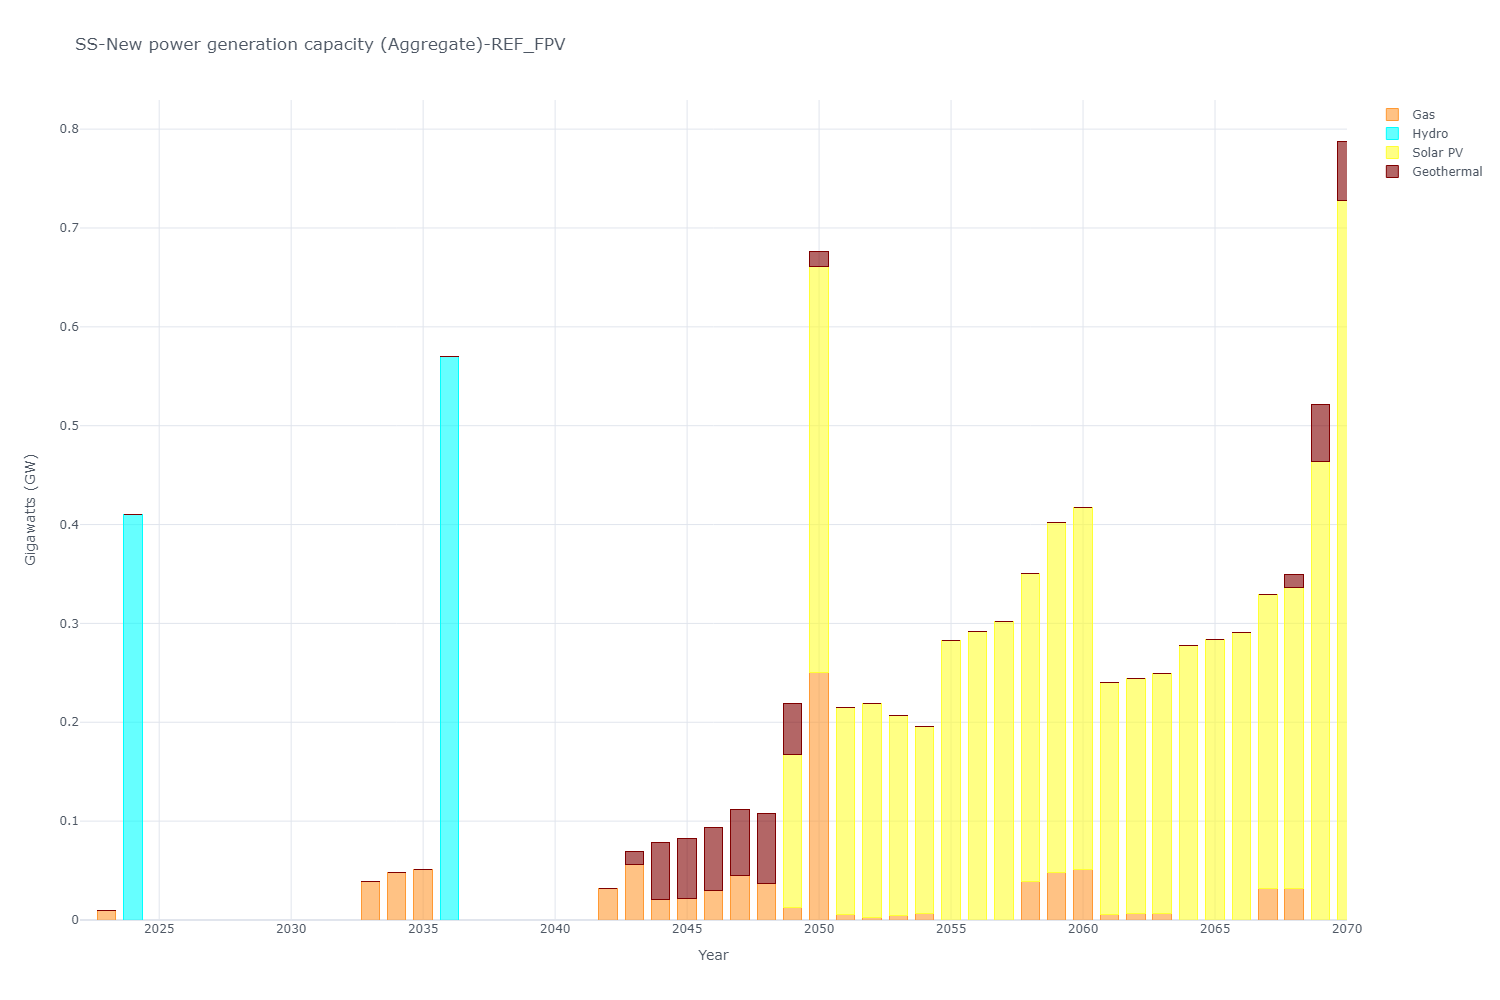 SS-New power generation capacity (Aggregate)-REF_FPV
Gas
Hydro
Solar PV
Geothermal
0.8
0.7
0.6
0.5
0.4
0.3
0.2
0.1
0
Gigawatts (GW)
2025 2030 2035 2040 2045 2050 2055 2060 2065 2070
Year